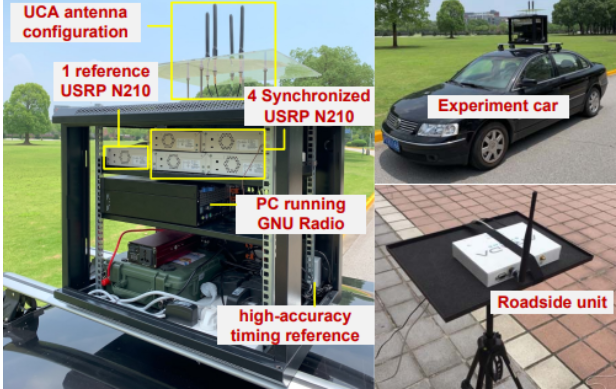 UCA antenna
configuration
1 reference
USRP N210
4 Synchronized
USRP N210
PC running
GNU Radio
high-accuracy
timing reference
Experiment car
Roadside unit